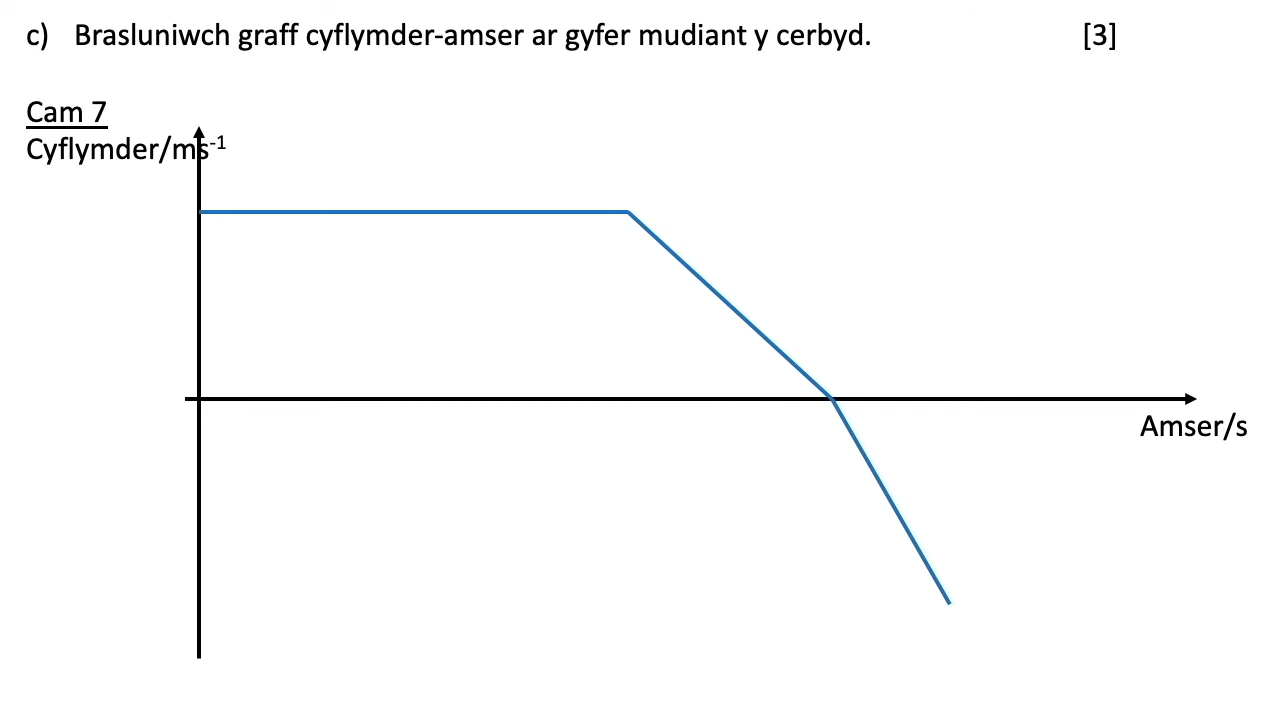 c) Brasluniwch graff cyflymder-amser ar gyfer mudiant y cerbyd. [3]
Cam 7
Cyflymder/ms⁻¹
Amser/s